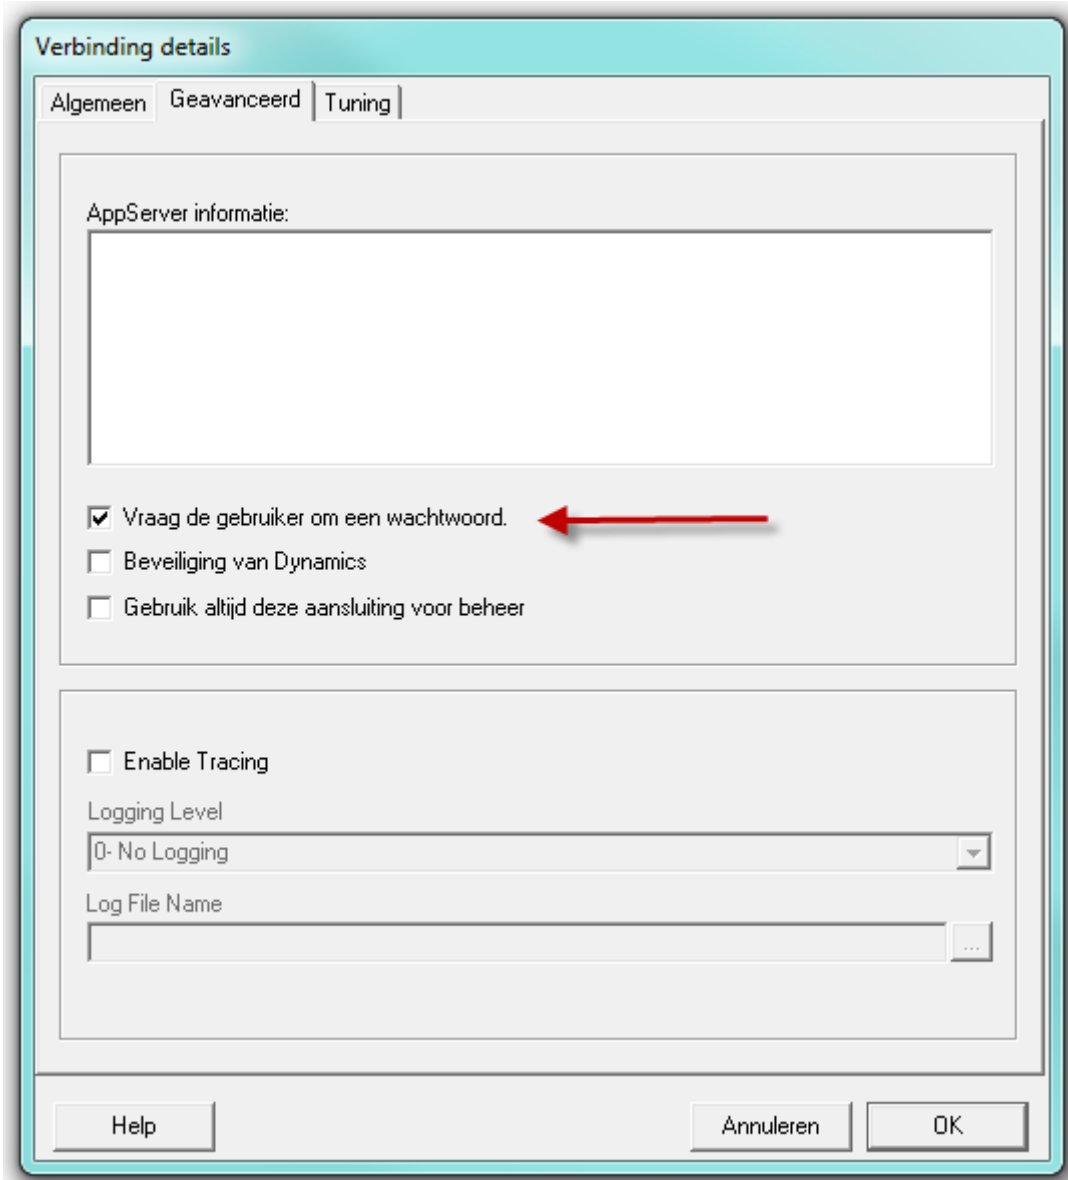 Verbinding details
Algemeen Geavanceerd Tuning
AppServer informatie:
Vraag de gebruiker om een wachtwoord.
Beveiliging van Dynamics
Gebruik altijd deze aansluiting voor beheer
Enable Tracing
Logging Level
0- No Logging
Log File Name
...
Help Annuleren OK